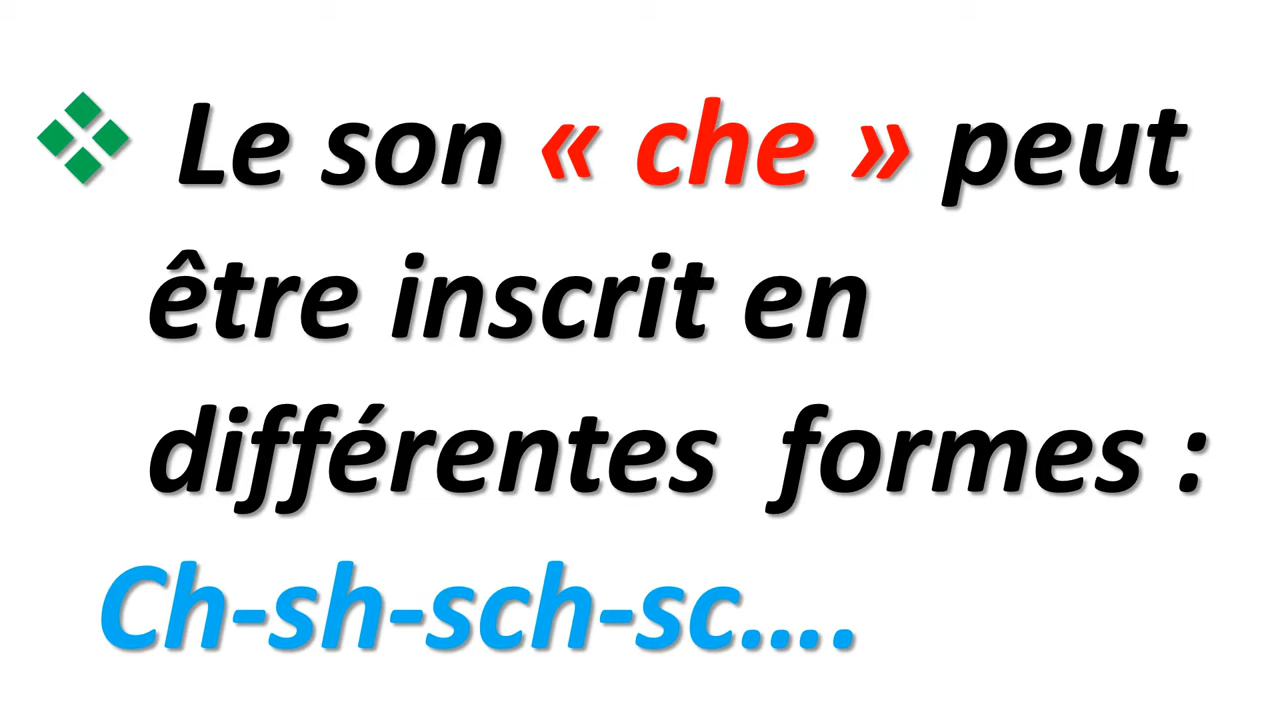 Le son « che » peut
être inscrit en
différentes formes :
Ch-sh-sch-sc....